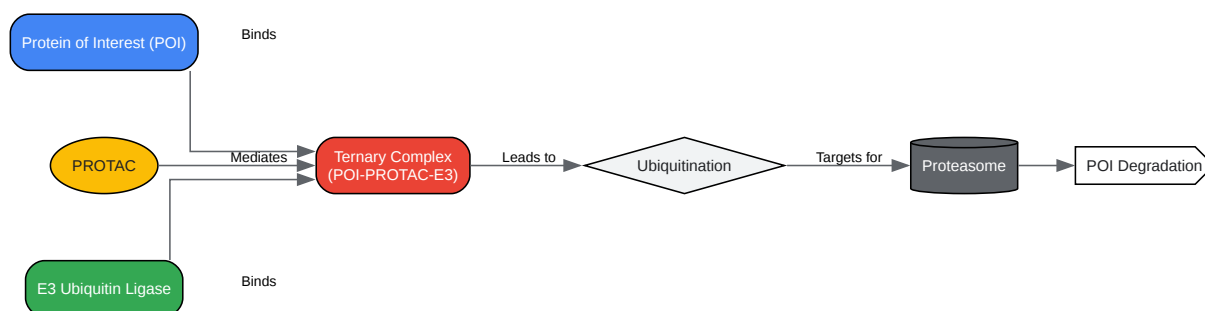 Protein of Interest (POI)
Binds
PROTAC
Mediates
Ternary Complex
(POI-PROTAC-E3)
Leads to
Ubiquitination
Targets for
Proteasome
POI Degradation
E3 Ubiquitin Ligase
Binds